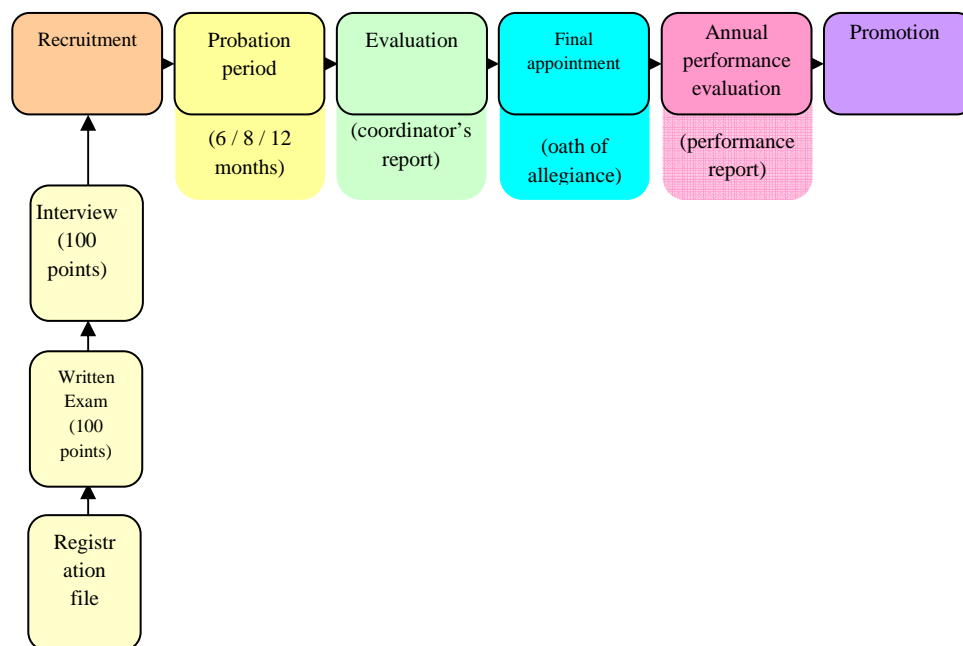 Recruitment
Probation
period
(6 / 8 / 12
months)
Evaluation
(coordinator's
report)
Final
appointment
(oath of
allegiance)
Annual
performance
evaluation
(performance
report)
Promotion
Interview
(100
points)
Written
Exam
(100
points)
Registr
ation
file